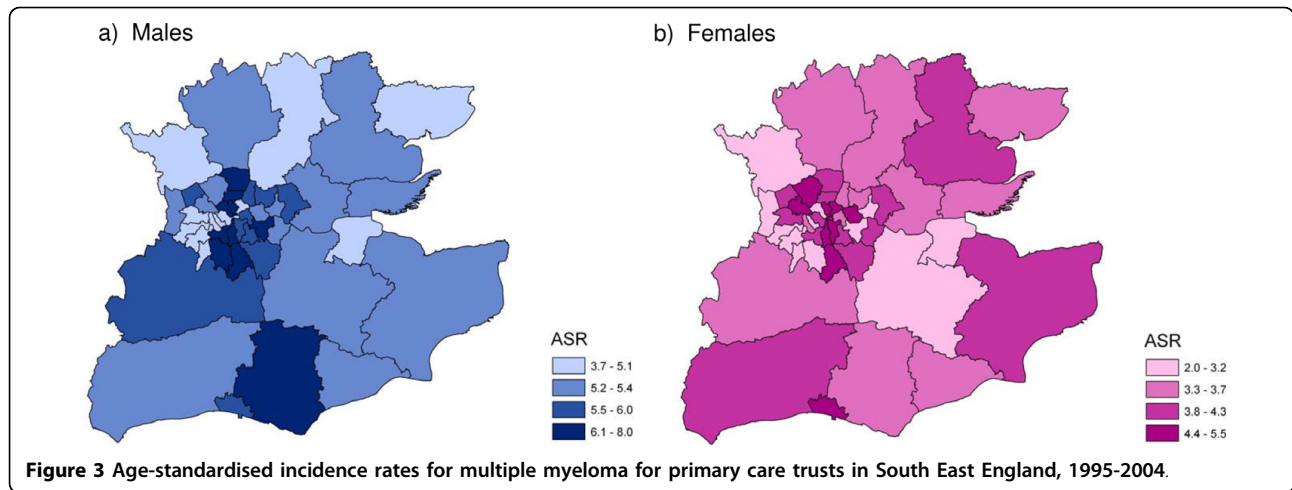 a) Males
b) Females
ASR
3.7 - 5.1
5.2 - 5.4
5.5 - 6.0
6.1 - 8.0
ASR
2.0 - 3.2
3.3 - 3.7
3.8 - 4.3
4.4 - 5.5
Figure 3 Age-standardised incidence rates for multiple myeloma for primary care trusts in South East England, 1995-2004.